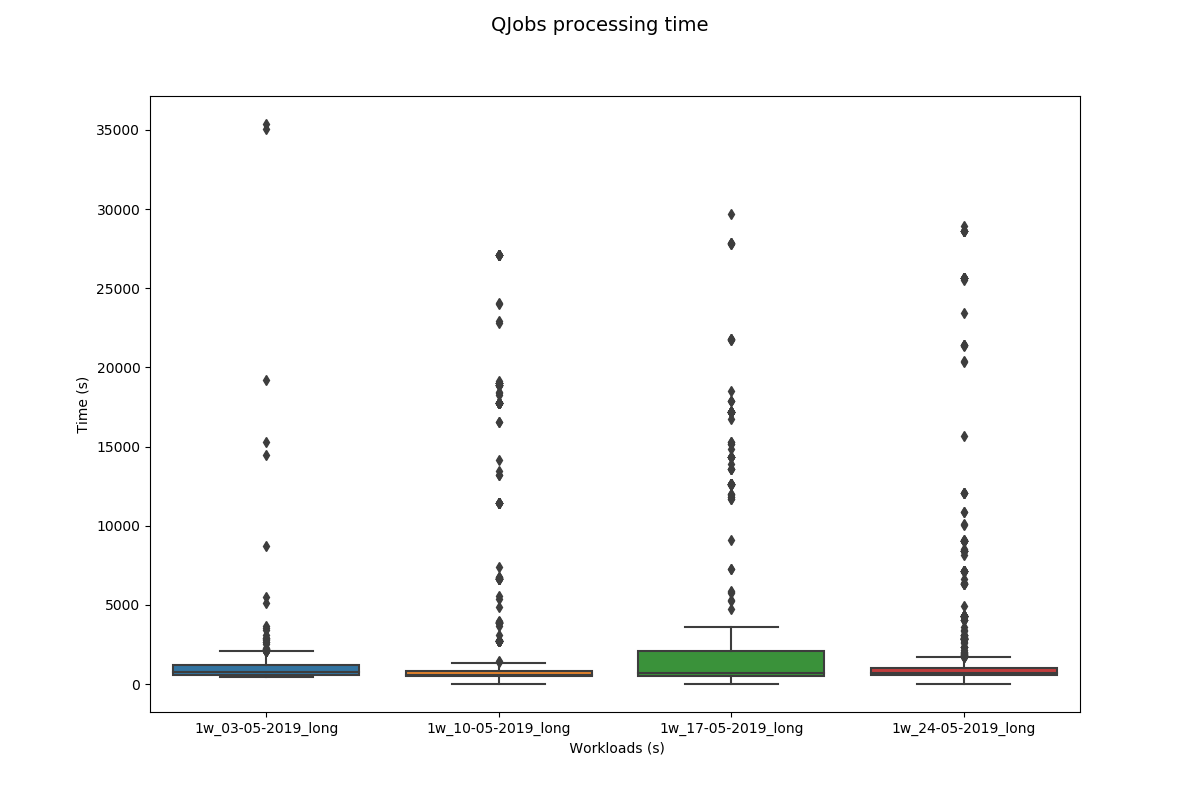 QJobs processing time
35000
30000
25000
20000
15000
10000
5000
0
Time (s)
1w_03-05-2019_long
1w_10-05-2019_long
1w_17-05-2019_long
1w_24-05-2019_long
Workloads (s)